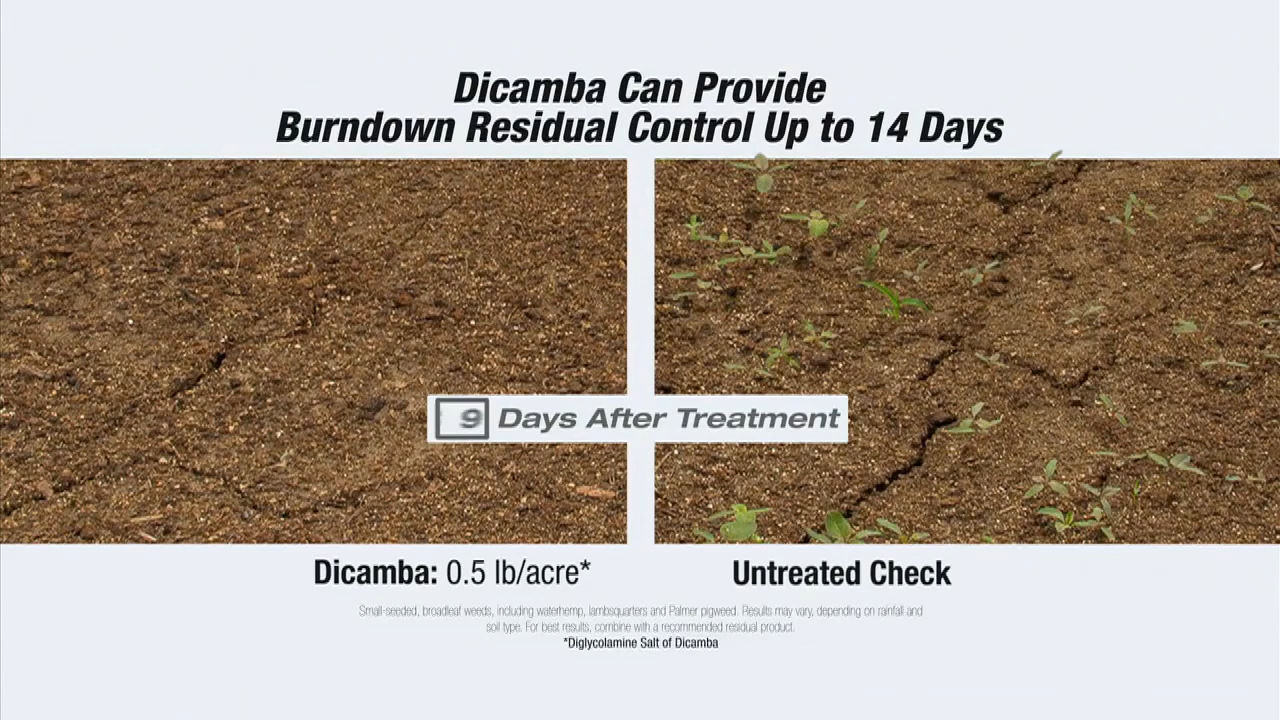 Dicamba Can Provide
Burndown Residual Control Up to 14 Days
9 Days After Treatment
Dicamba: 0.5 lb/acre*
Untreated Check
Small-seeded, broadleaf weeds, including waterhemp, lambsquarters and Palmer pigweed. Results may vary, depending on rainfall and
soil type. For best results, combine with a recommended residual product.
*Diglycolamine Salt of Dicamba